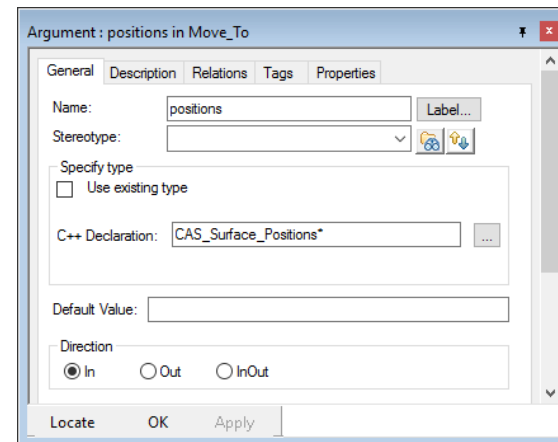 Argument : positions in Move_To
General Description Relations Tags Properties
Name: positions Label...
Stereotype:
Specify type
Use existing type
C++ Declaration: CAS_Surface_Positions* ...
Default Value:
Direction
In Out InOut
Locate OK Apply